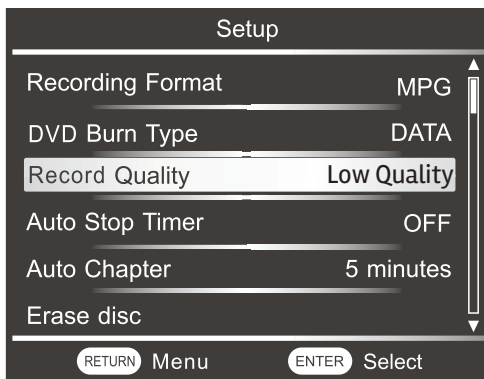 Setup
Recording Format MPG
DVD Burn Type DATA
Record Quality Low Quality
Auto Stop Timer OFF
Auto Chapter 5 minutes
Erase disc
RETURN Menu ENTER Select